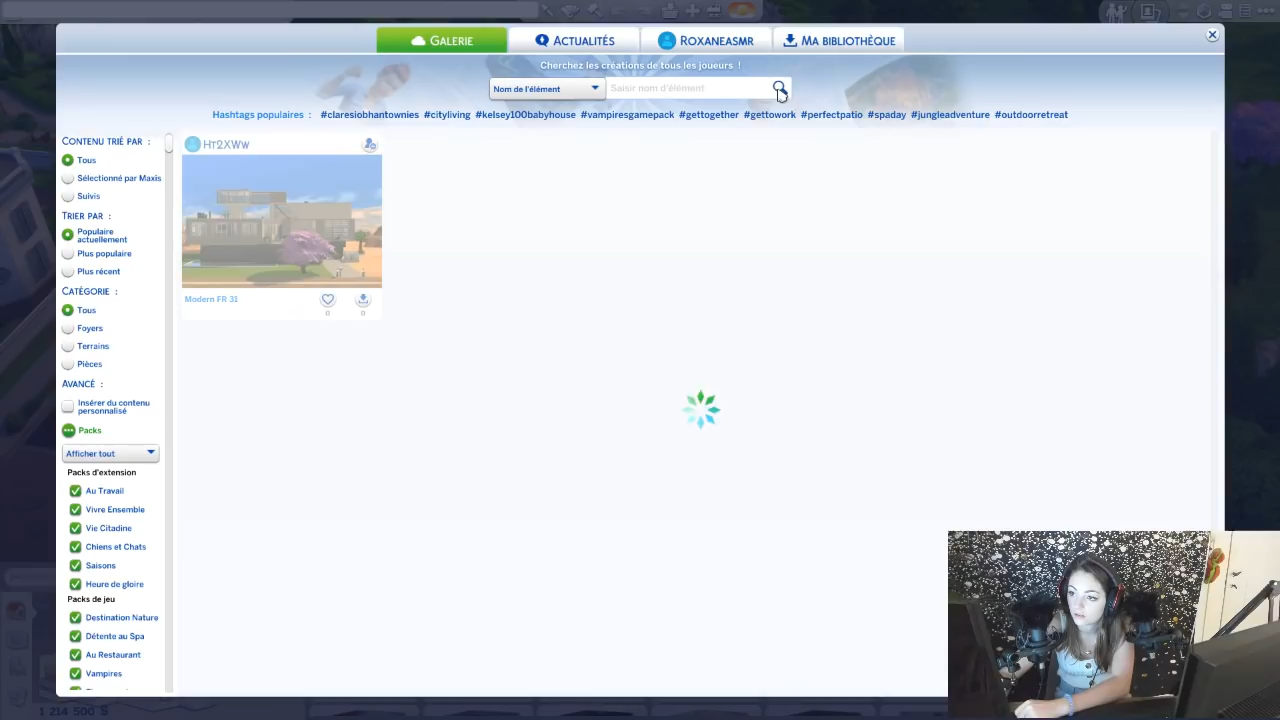 GALERIE
ACTUALITÉS
ROXANEASMR
MA BIBLIOTHÈQUE
Cherchez les créations de tous les joueurs !
Nom de l'élément
Saisir nom d'élément
Hashtags populaires : #claresiobhantownies #cityliving #kelsey100babyhouse #vampiresgamepack #gettogether #gettowork #perfectpatio #spaday #jungleadventure #outdoorretreat
CONTENU TRIÉ PAR :
Tous
Sélectionné par Maxis
Suivis
TRIER PAR :
Populaire
actuellement
Plus populaire
Plus récent
CATÉGORIE :
Tous
Foyers
Terrains
Pièces
AVANCÉ :
Insérer du contenu
personnalisé
Packs
Afficher tout
Packs d'extension
Au Travail
Vivre Ensemble
Vie Citadine
Chiens et Chats
Saisons
Heure de gloire
Packs de jeu
Destination Nature
Détente au Spa
Au Restaurant
Vampires
HT2XWW
Modern FR 31
0
0
1 214 500 §